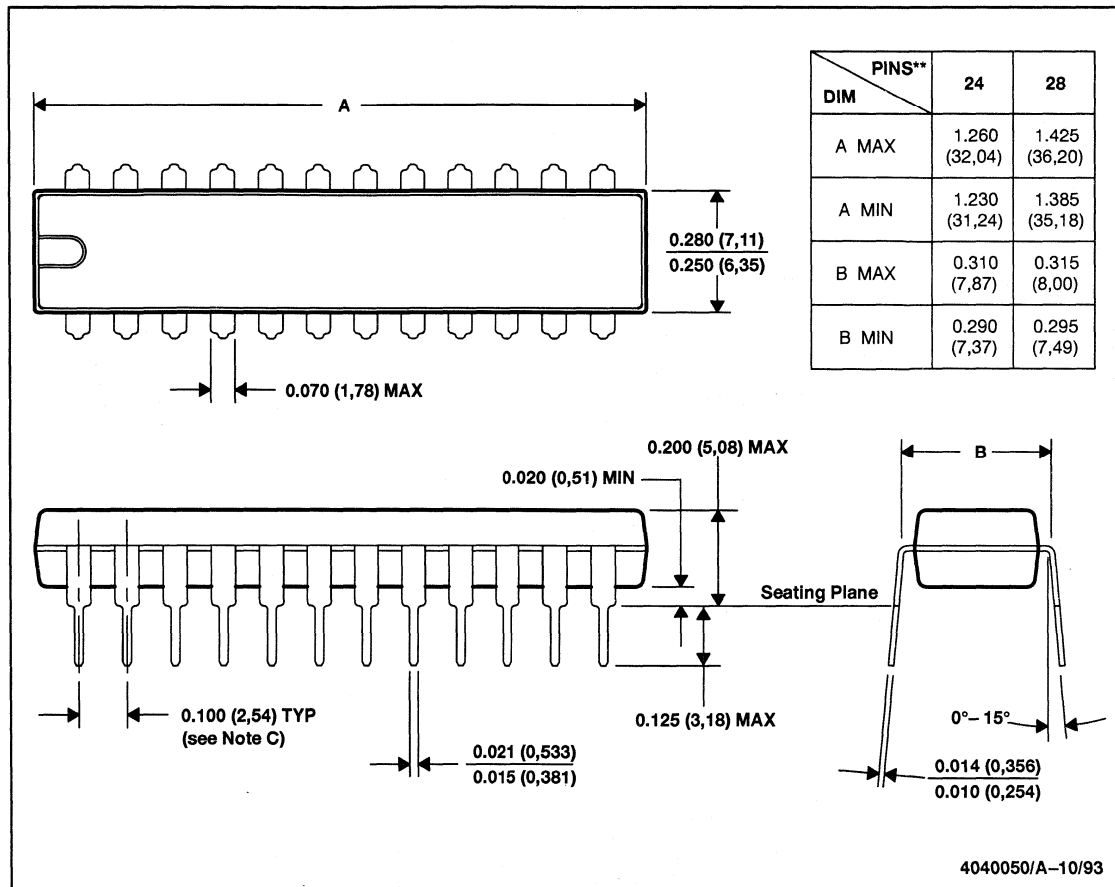 A
PINS**
DIM
24
28
A MAX
1.260
(32,04)
1.425
(36,20)
A MIN
1.230
(31,24)
1.385
(35,18)
B MAX
0.310
(7,87)
0.315
(8,00)
B MIN
0.290
(7,37)
0.295
(7,49)
0.280 (7,11)
0.250 (6,35)
0.070 (1,78) MAX
0.200 (5,08) MAX
0.020 (0,51) MIN
B
Seating Plane
0.100 (2,54) TYP
(see Note C)
0.125 (3,18) MAX
0°– 15°
0.021 (0,533)
0.015 (0,381)
0.014 (0,356)
0.010 (0,254)
4040050/A–10/93